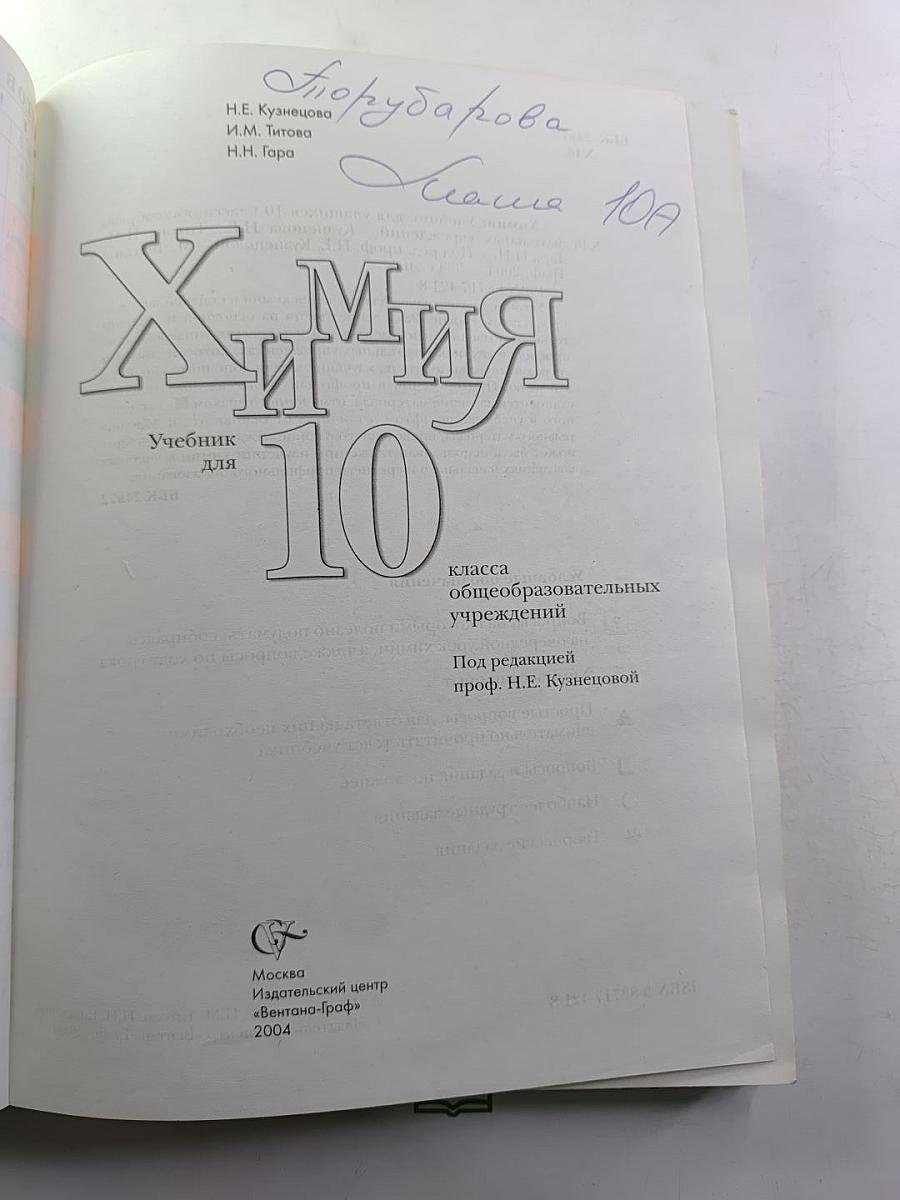 Торубарова
Н.Е. Кузнецова
И.М. Титова
Н.Н. Гара
Маша 10А
Химия
Учебник
для
10
класса
общеобразовательных
учреждений
Под редакцией
проф. Н.Е. Кузнецовой
Москва
Издательский центр
«Вентана-Граф»
2004